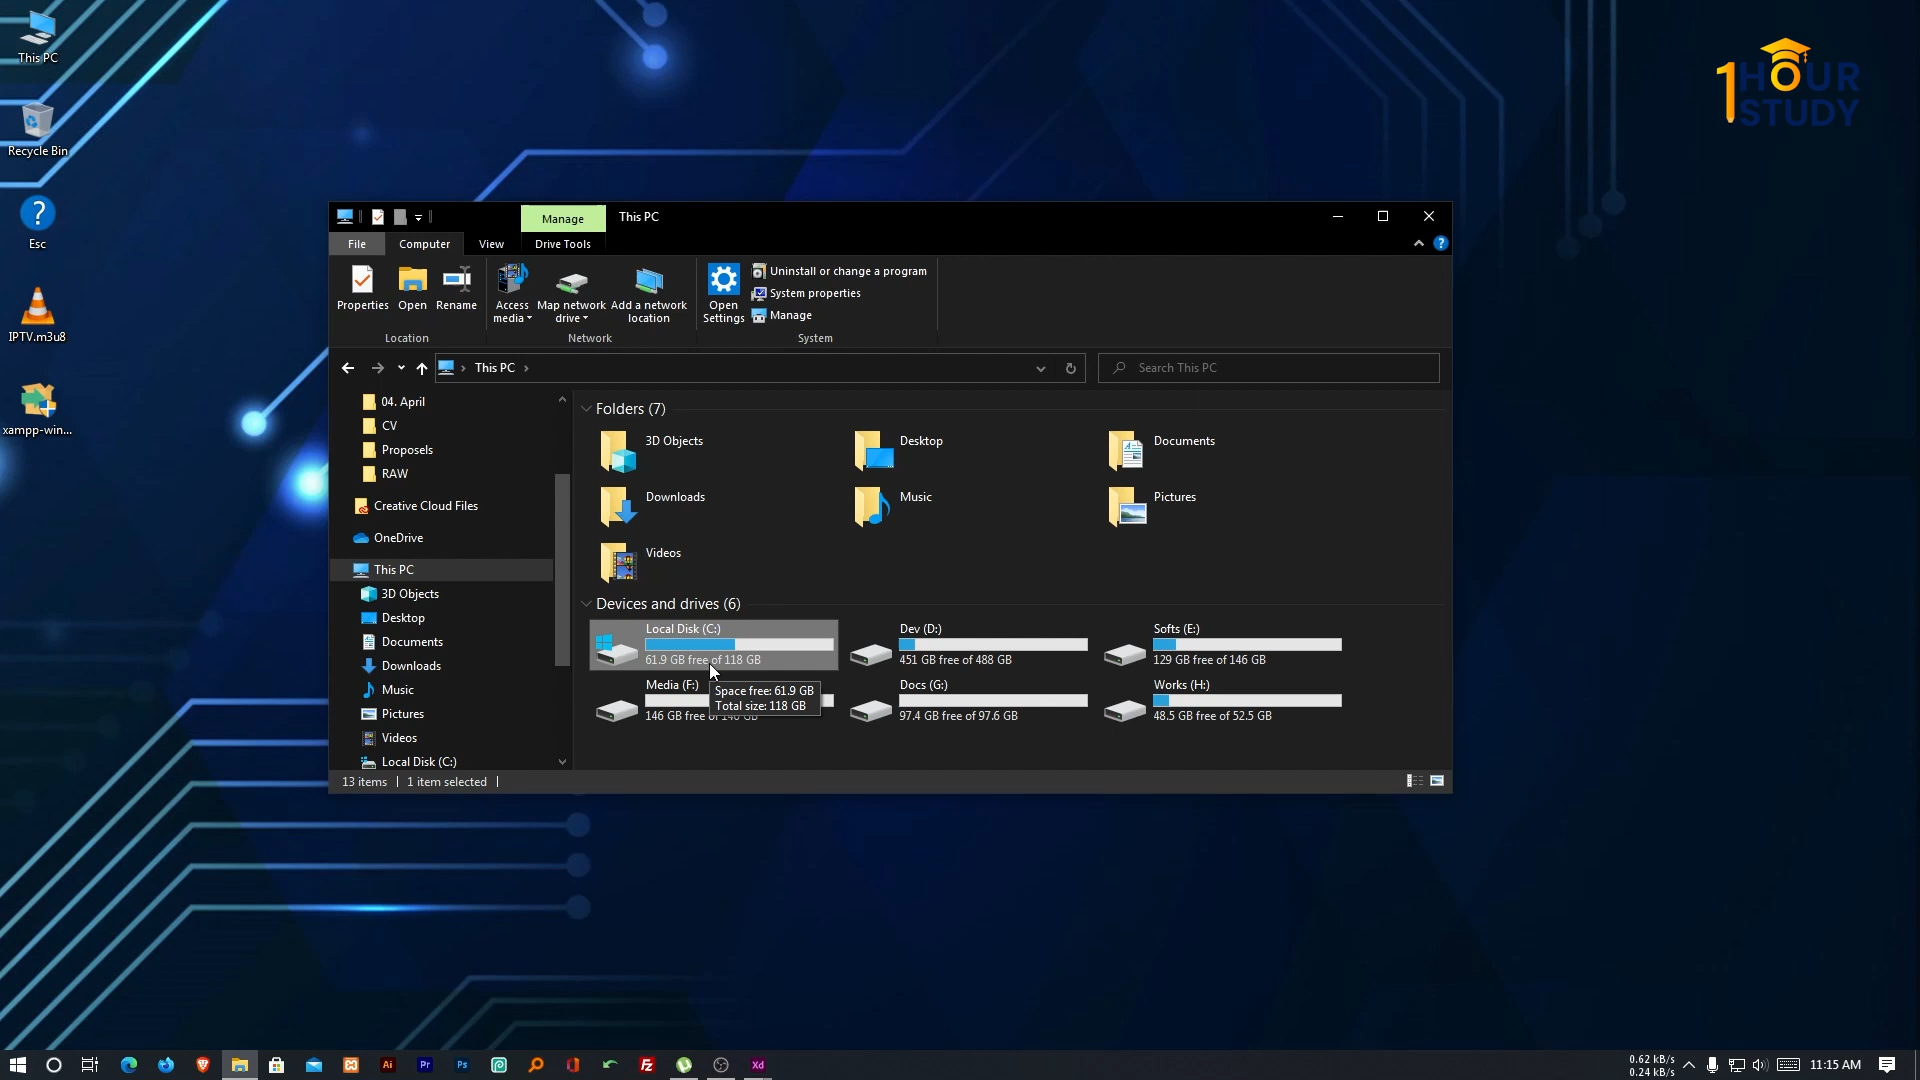 This PC
Recycle Bin
Esc
IPTV.m3u8
xampp-win...
1 HOUR
STUDY
Manage
This PC
File
Computer
View
Drive Tools
Properties
Open
Rename
Access
media
Map network
drive
Add a network
location
Open
Settings
Uninstall or change a program
System properties
Manage
Location
Network
System
This PC
Search This PC
04. April
CV
Proposals
RAW
Creative Cloud Files
OneDrive
This PC
3D Objects
Desktop
Documents
Downloads
Music
Pictures
Videos
Local Disk (C:)
Folders (7)
3D Objects
Desktop
Documents
Downloads
Music
Pictures
Videos
Devices and drives (6)
Local Disk (C:)
61.9 GB free of 118 GB
Dev (D:)
451 GB free of 488 GB
Softs (E:)
129 GB free of 146 GB
Media (F:)
146 GB free
Docs (G:)
97.4 GB free of 97.6 GB
Works (H:)
48.5 GB free of 52.5 GB
Space free: 61.9 GB
Total size: 118 GB
13 items
1 item selected
Ai
Pr
Ps
Fz
Xd
0.62 kB/s
0.24 kB/s
11:15 AM